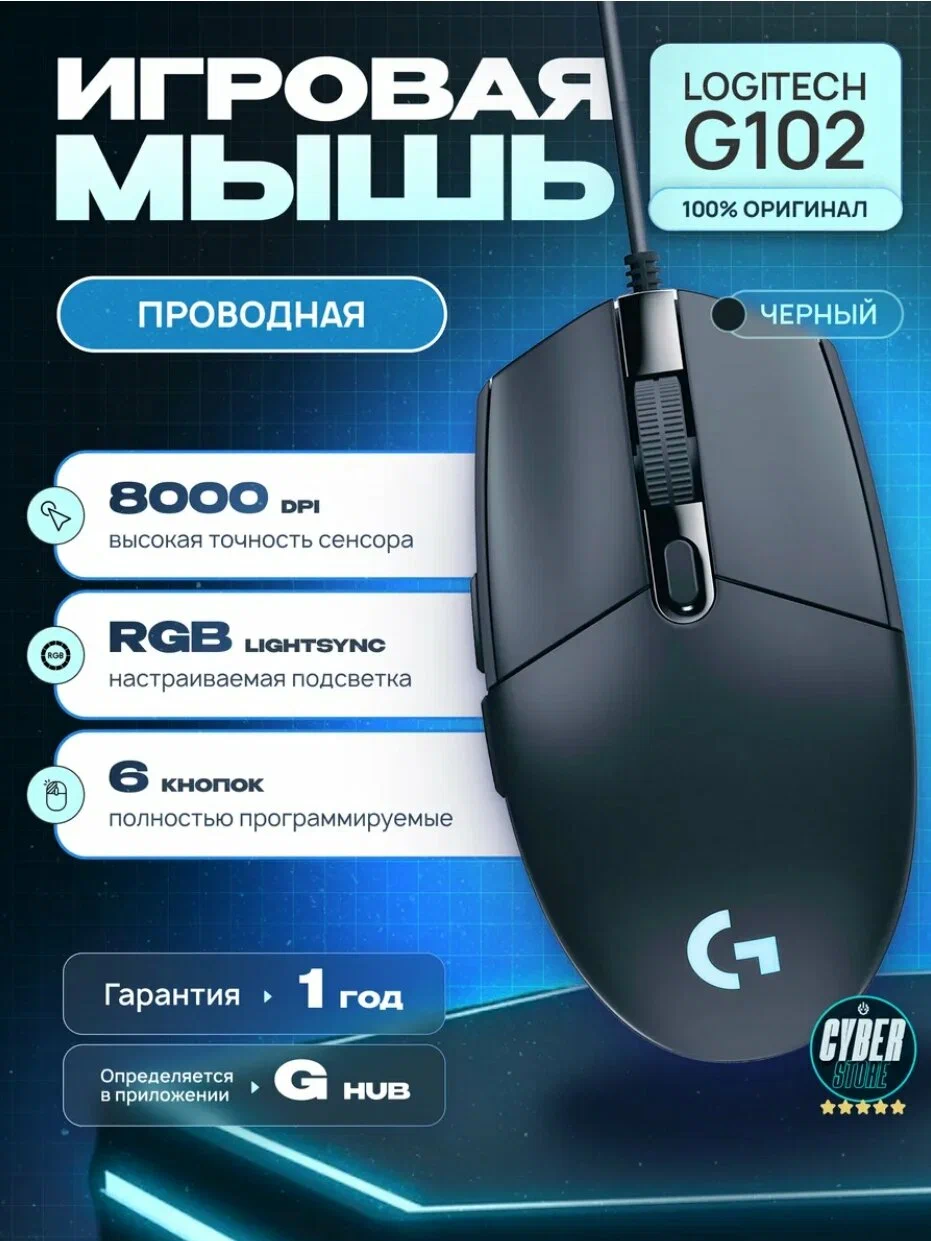 ИГРОВАЯ
МЫШЬ
LOGITECH
G102
100% ОРИГИНАЛ
ПРОВОДНАЯ
ЧЕРНЫЙ
8000 DPI
высокая точность сенсора
RGB LIGHTSYNC
RGB
настраиваемая подсветка
6 КНОПОК
полностью программируемые
G
Гарантия 1 ГОД
Определяется
в приложении
G HUB
CYBER
STORE